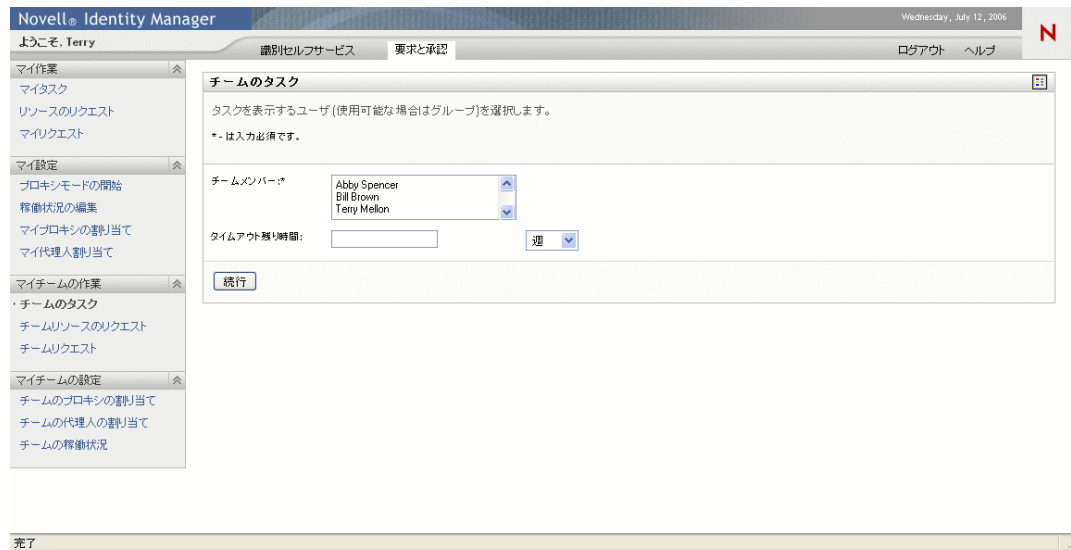 Novell® Identity Manager
Wednesday, July 12, 2006
N
ようこそ, Terry
識別セルフサービス
要求と承認
ログアウト
ヘルプ
マイ作業
マイタスク
リソースのリクエスト
マイリクエスト
マイ設定
プロキシモードの開始
稼働状況の編集
マイプロキシの割り当て
マイ代理人割り当て
マイチームの作業
チームのタスク
チームリソースのリクエスト
チームリクエスト
マイチームの設定
チームのプロキシの割り当て
チームの代理人の割り当て
チームの稼働状況
チームのタスク
タスクを表示するユーザ(使用可能な場合はグループ)を選択します。
*- は入力必須です。
チームメンバー:*
Abby Spencer
Bill Brown
Terry Mellon
タイムアウト残り時間:
週
続行
完了